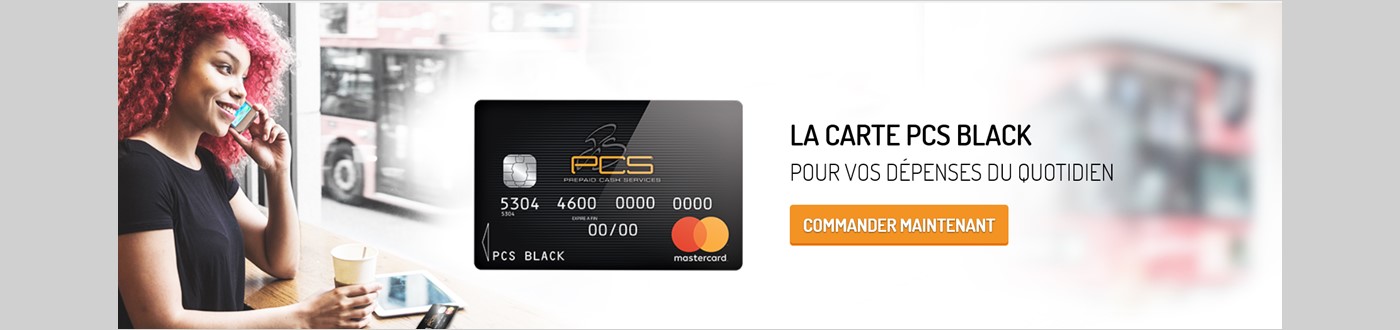 PCS
PREPAID CASH SERVICES
5304 4600 0000 0000
5304
EXPIRE A FIN
00/00
PCS BLACK
mastercard
LA CARTE PCS BLACK
POUR VOS DÉPENSES DU QUOTIDIEN
COMMANDER MAINTENANT